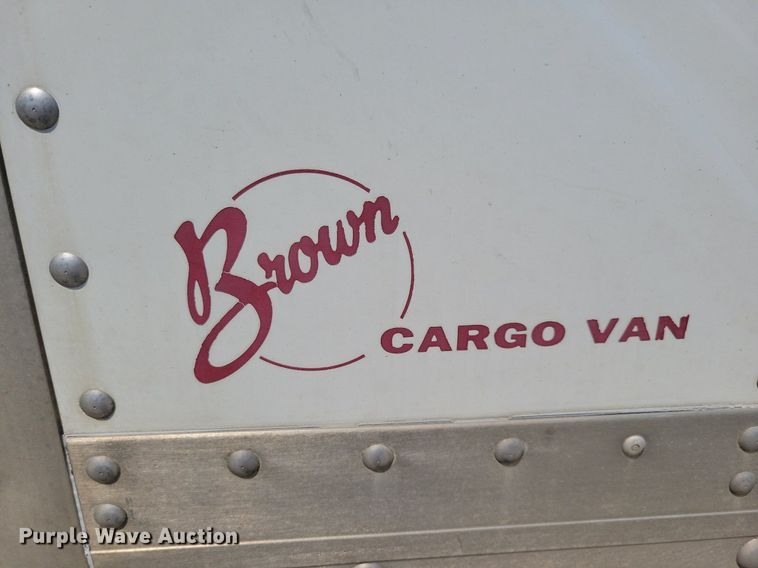 Brown
CARGO VAN
Purple Wave Auction